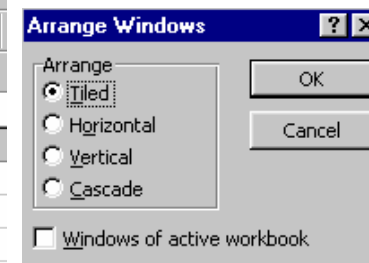 Arrange Windows
Arrange
Tiled
Horizontal
Vertical
Cascade
OK
Cancel
Windows of active workbook